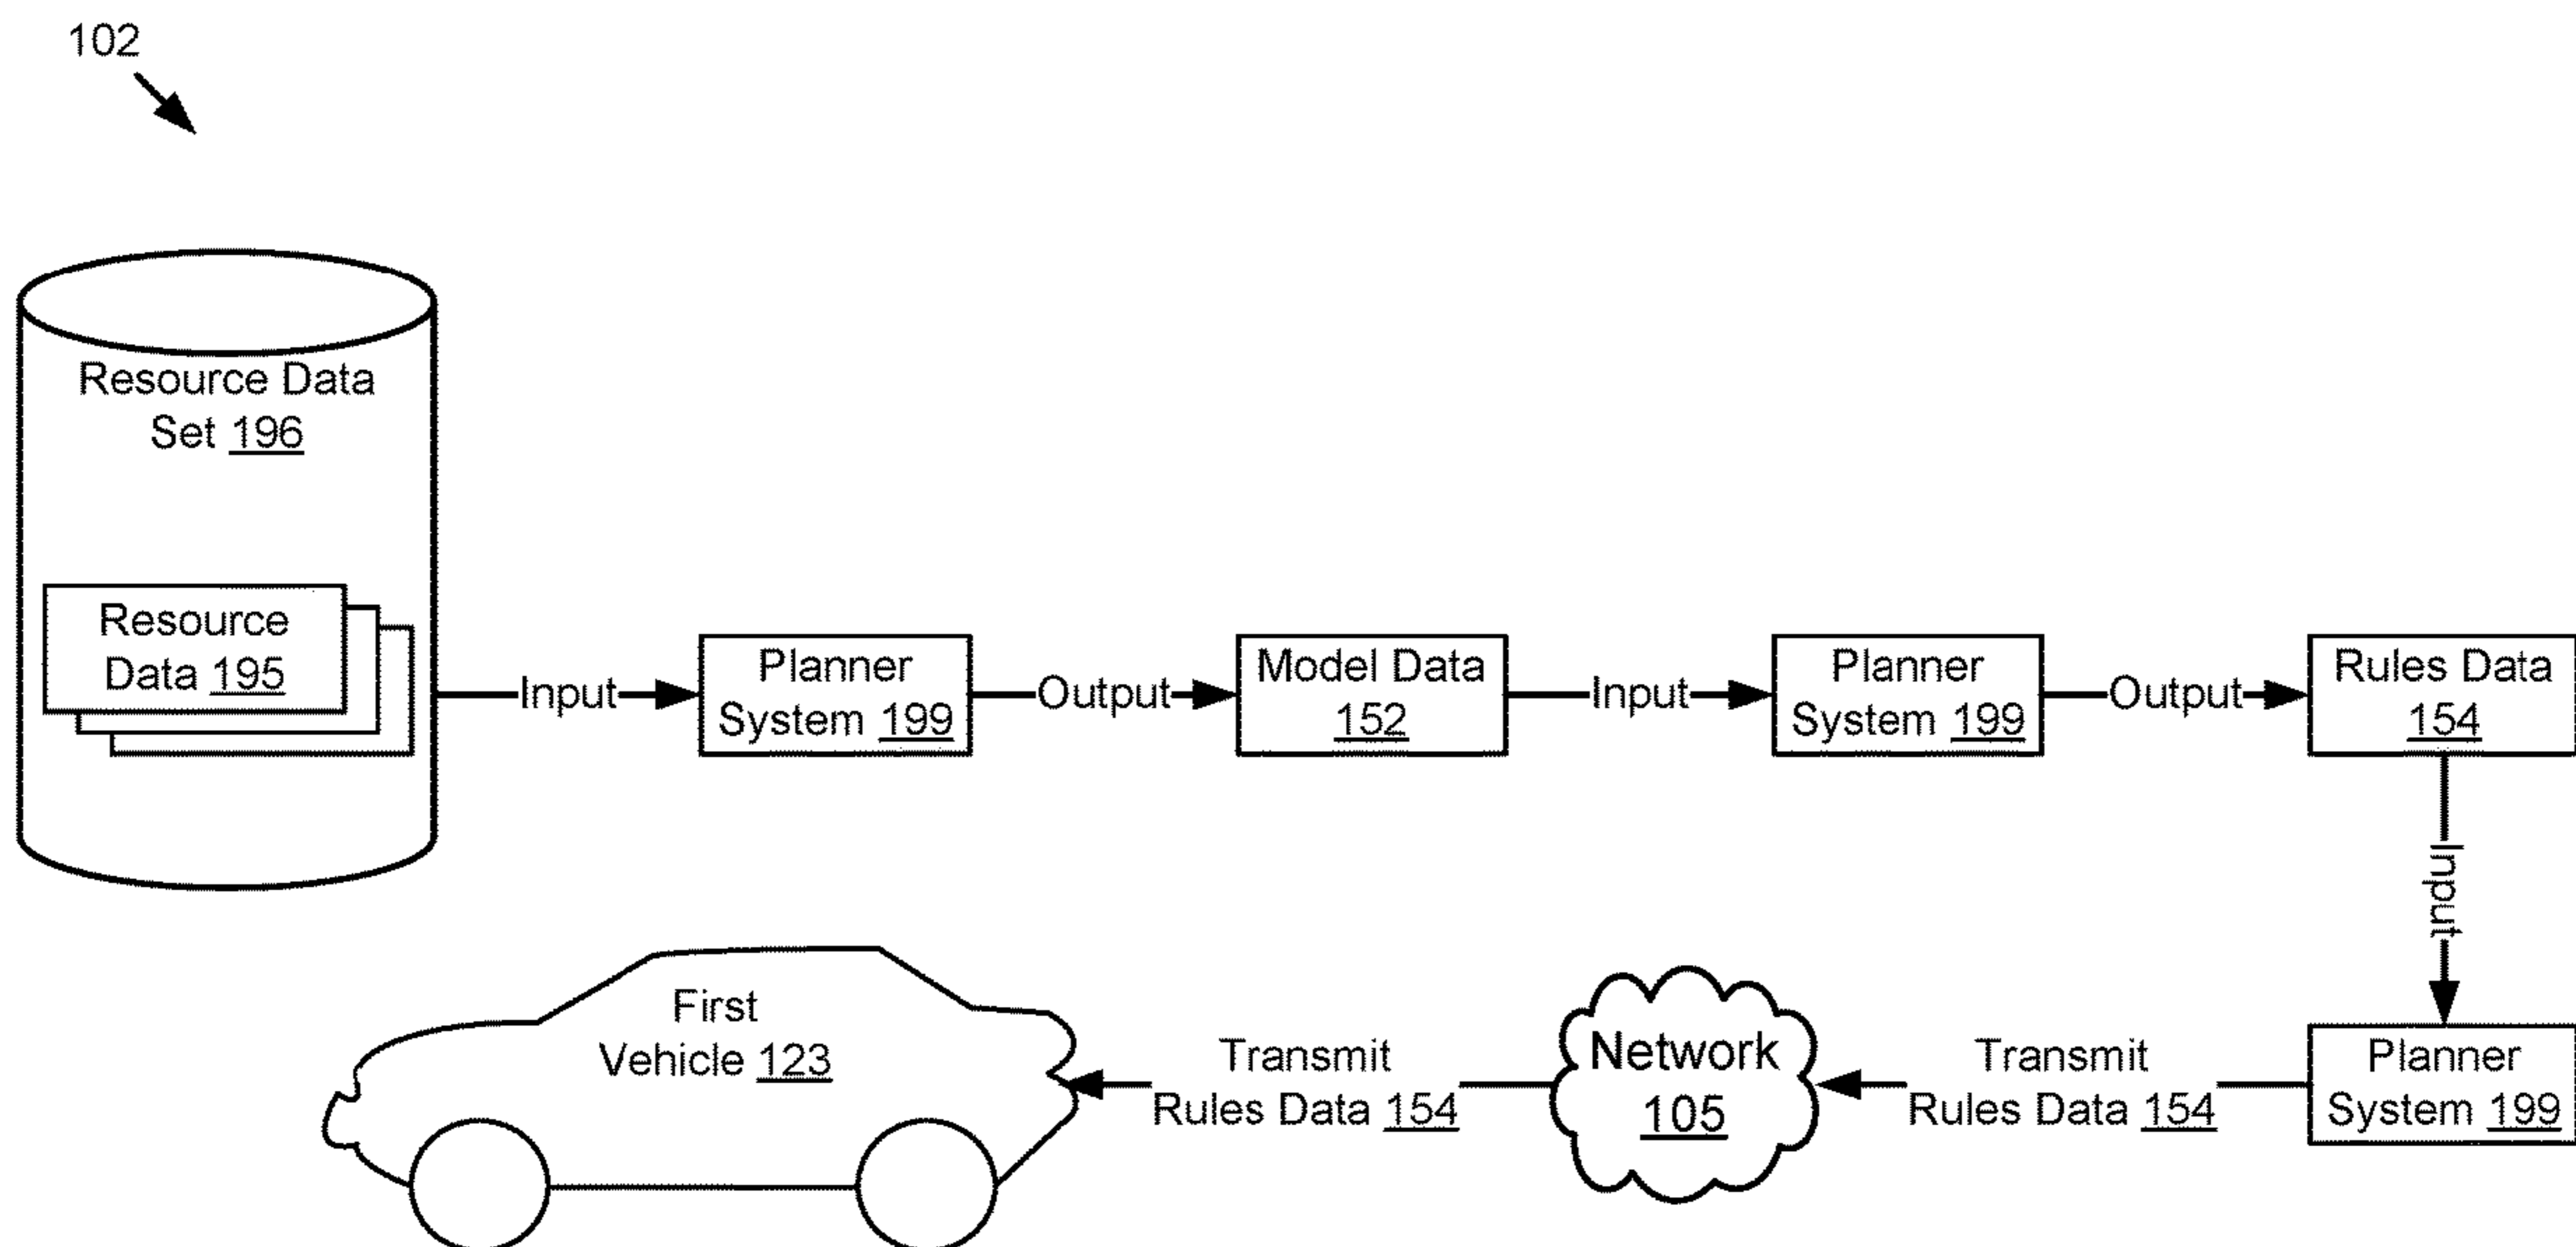 102
Resource Data
Set 196
Resource
Data 195
Input
Planner
System 199
Output
Model Data
152
Input
Planner
System 199
Output
Rules Data
154
Input
Planner
System 199
Transmit
Rules Data 154
Network
105
Transmit
Rules Data 154
First
Vehicle 123